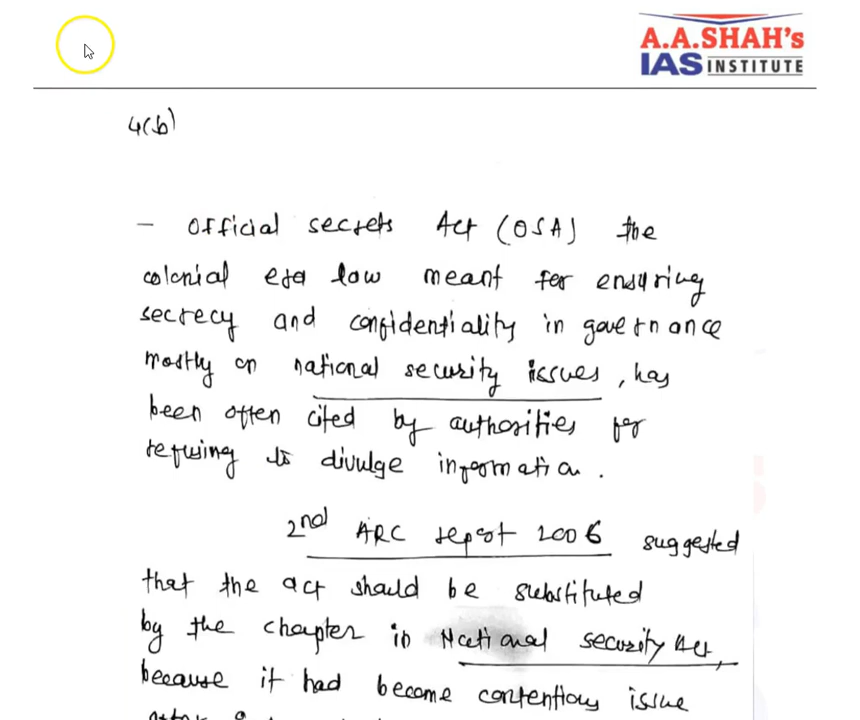 A.A.SHAH's
IAS INSTITUTE
4(b)
- Official secrets Act (OSA) the
colonial era law meant for ensuring
secrecy and confidentiality in governance
mostly on national security issues, has
been often cited by authorities for
refusing to divulge information.
2nd ARC report 2006 suggested
that the act should be substituted
by the chapter in National security Act,
because it had become contentious issue